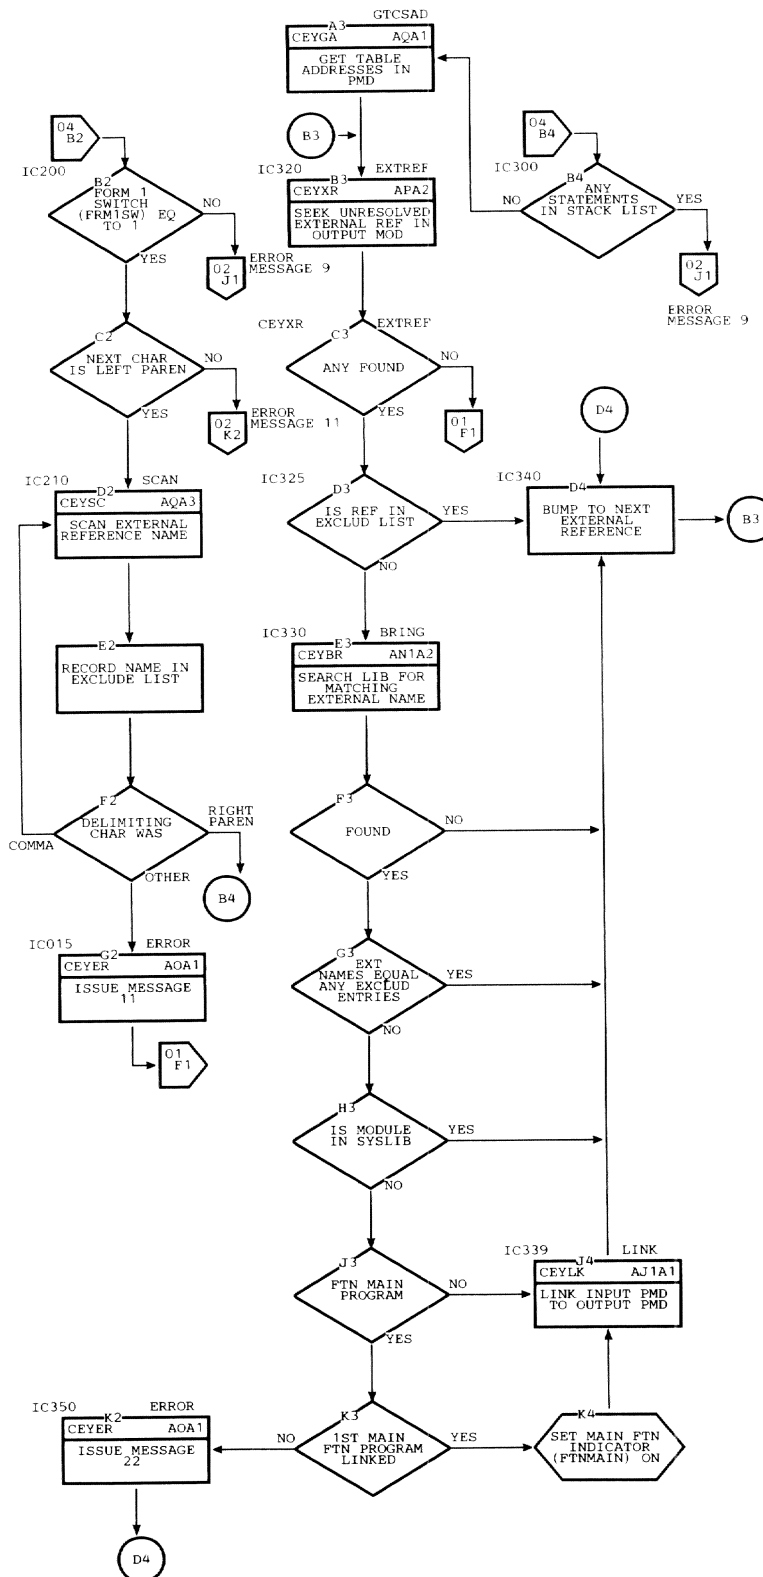 GTCSAD
A3
CEYGA AQA1
GET TABLE
ADDRESSES IN
PMD
04
B2
B3
04
B4
IC200
B2
FORM 1
SWITCH
(FRM1SW) EQ
TO 1
NO
YES
02
J1
ERROR
MESSAGE 9
IC320 EXTREF
B3
CEYXR APA2
SEEK UNRESOLVED
EXTERNAL REF IN
OUTPUT MOD
IC300
B4
ANY
STATEMENTS
IN STACK LIST
NO
YES
02
J1
ERROR
MESSAGE 9
C2
NEXT CHAR
IS LEFT PAREN
NO
YES
02
K2
ERROR
MESSAGE 11
CEYXR EXTREF
C3
ANY FOUND
NO
YES
01
F1
D4
IC210 SCAN
D2
CEYSC AQA3
SCAN EXTERNAL
REFERENCE NAME
IC325
D3
IS REF IN
EXCLUD LIST
YES
NO
IC340
D4
BUMP TO NEXT
EXTERNAL
REFERENCE
B3
E2
RECORD NAME IN
EXCLUDE LIST
IC330 BRING
E3
CEYBR AN1A2
SEARCH LIB FOR
MATCHING
EXTERNAL NAME
F2
DELIMITING
CHAR WAS
RIGHT
PAREN
COMMA
OTHER
B4
F3
FOUND
NO
YES
IC015 ERROR
G2
CEYER AOA1
ISSUE MESSAGE
11
01
F1
G3
EXT
NAMES EQUAL
ANY EXCLUD
ENTRIES
YES
NO
H3
IS MODULE
IN SYSLIB
YES
NO
J3
FTN MAIN
PROGRAM
NO
YES
IC339 LINK
J4
CEYLK AJ1A1
LINK INPUT PMD
TO OUTPUT PMD
IC350 ERROR
K2
CEYER AOA1
ISSUE MESSAGE
22
NO
K3
1ST MAIN
FTN PROGRAM
LINKED
YES
K4
SET MAIN FTN
INDICATOR
(FTNMAIN) ON
D4